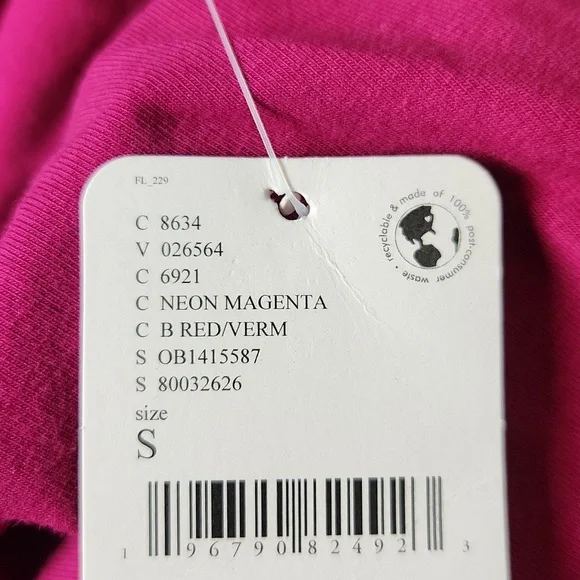 FL_229
recyclable & made of 100% post-consumer waste •
C 8634
V 026564
C 6921
C NEON MAGENTA
C B RED/VERM
S OB1415587
S 80032626
size
S
1 96790 82492 3